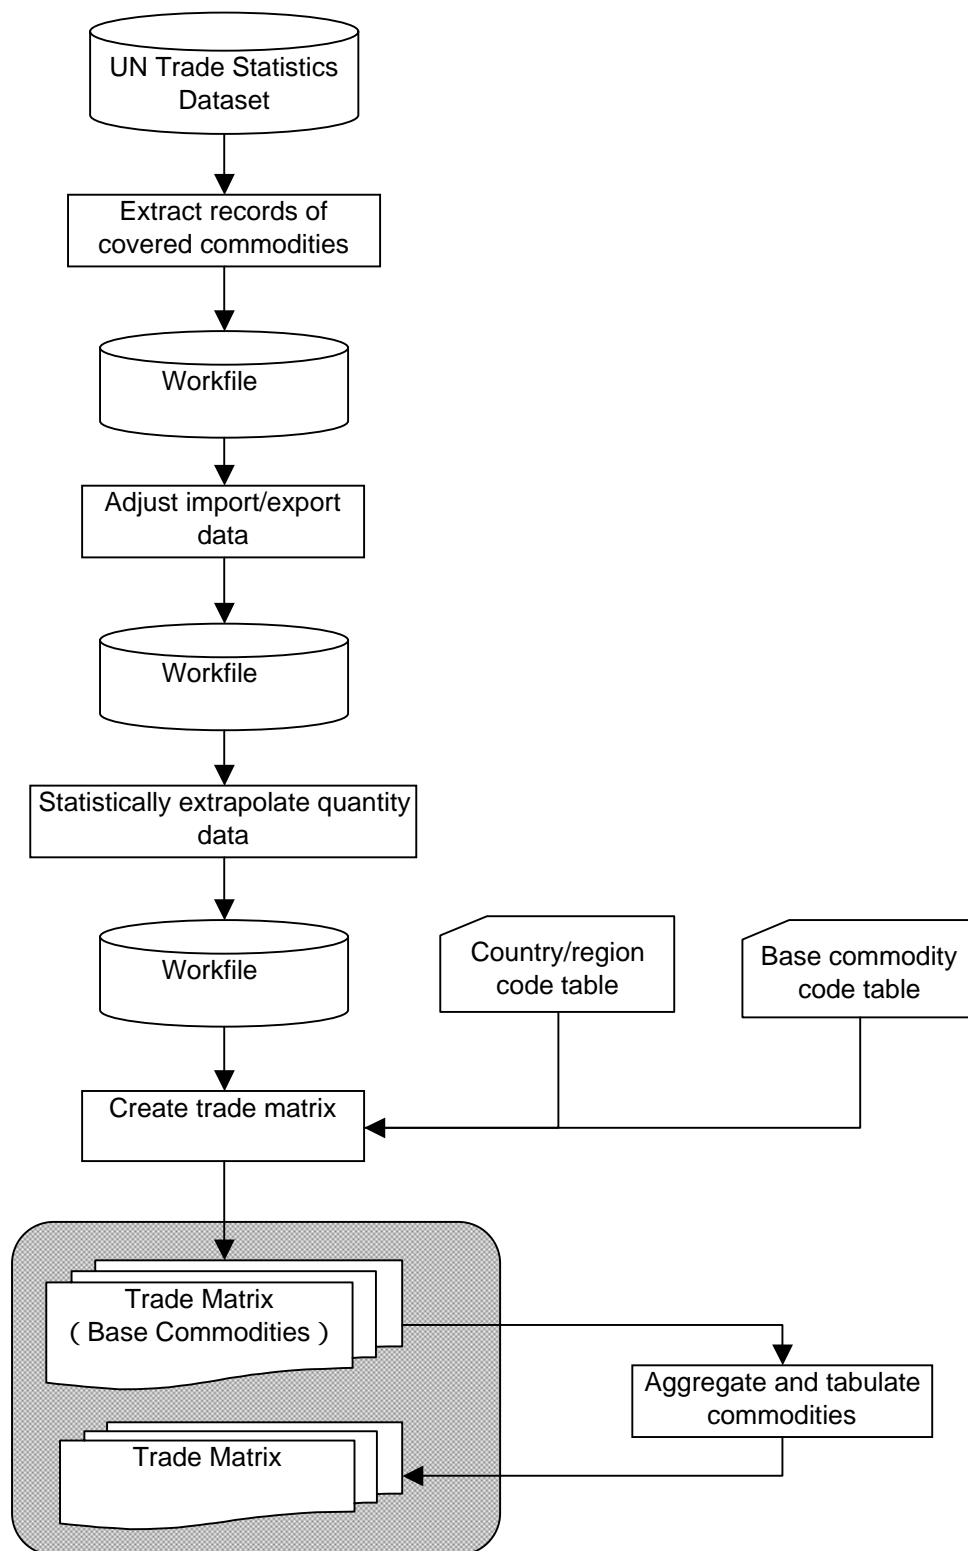 UN Trade Statistics
Dataset
Extract records of
covered commodities
Workfile
Adjust import/export
data
Workfile
Statistically extrapolate quantity
data
Workfile
Country/region
code table
Base commodity
code table
Create trade matrix
Trade Matrix
( Base Commodities )
Aggregate and tabulate
commodities
Trade Matrix